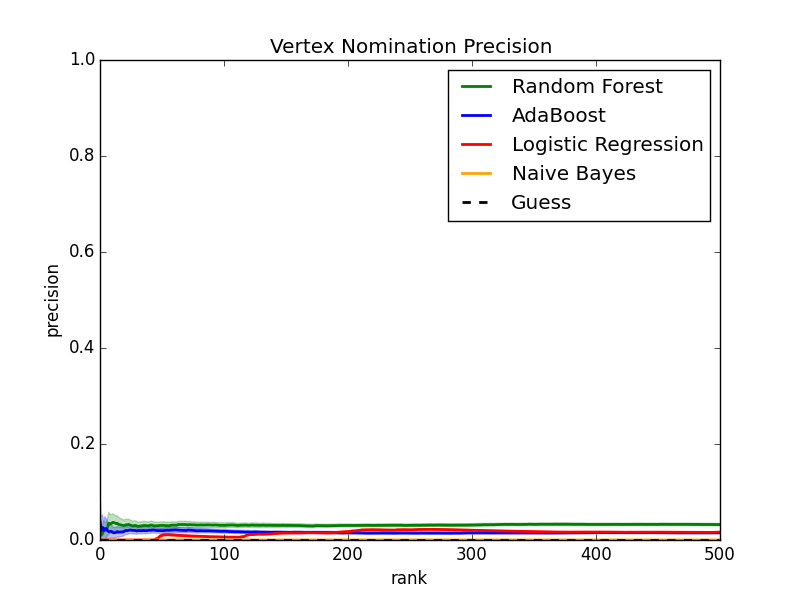 Vertex Nomination Precision
1.0
0.8
0.6
0.4
0.2
0.0
precision
Random Forest
AdaBoost
Logistic Regression
Naive Bayes
Guess
0 100 200 300 400 500
rank